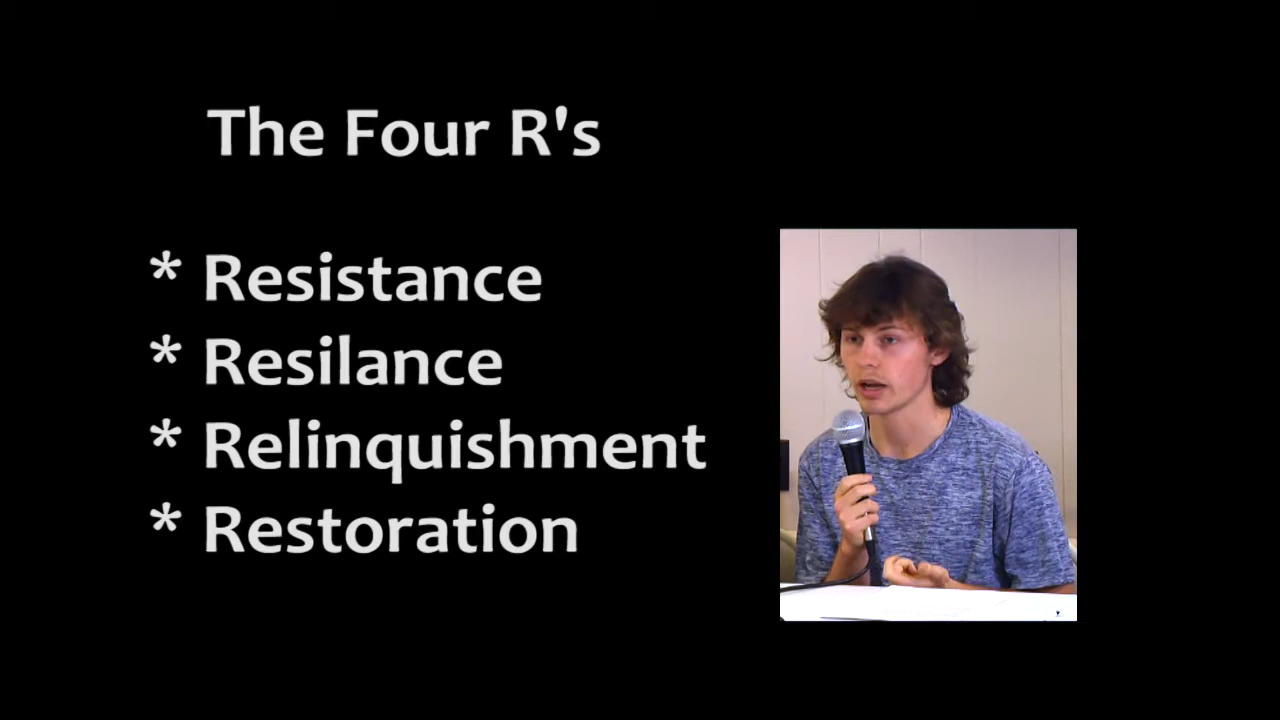 The Four R's
* Resistance
* Resilance
* Relinquishment
* Restoration